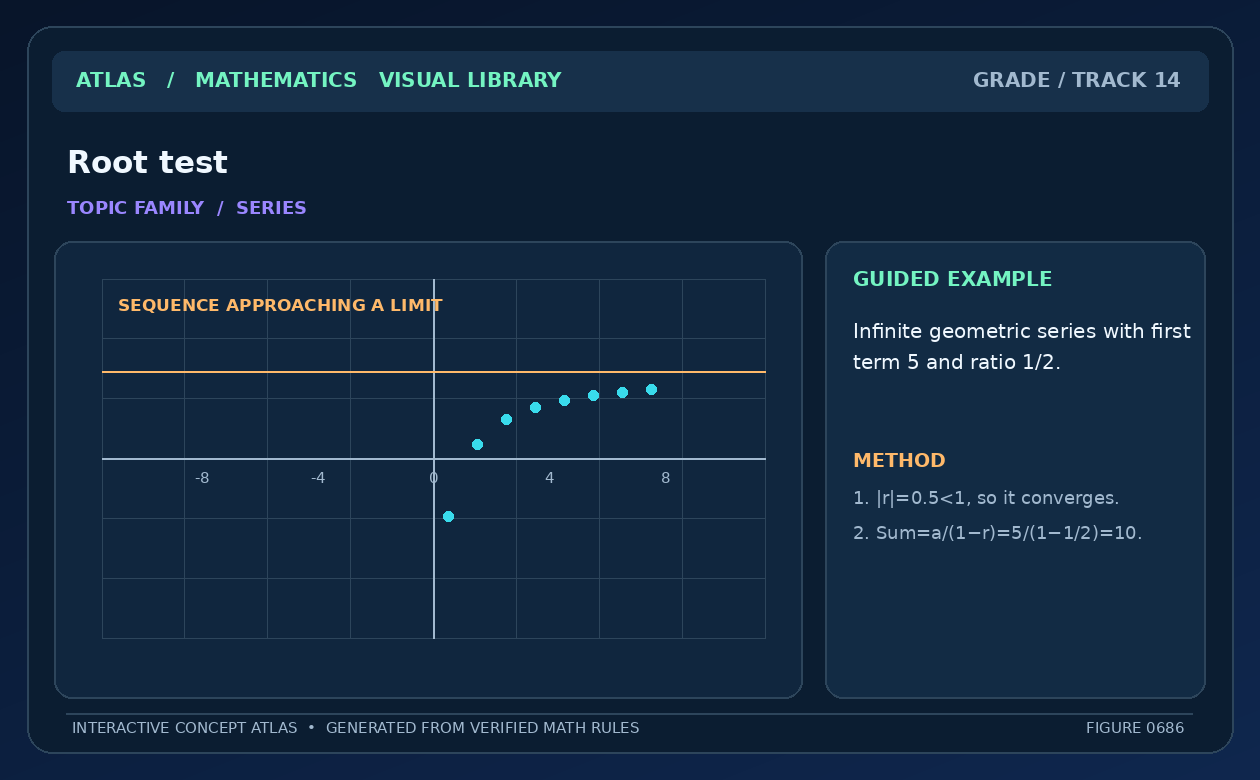 ATLAS / MATHEMATICS VISUAL LIBRARY
GRADE / TRACK 14
Root test
TOPIC FAMILY / SERIES
SEQUENCE APPROACHING A LIMIT
-8 -4 0 4 8
GUIDED EXAMPLE
Infinite geometric series with first
term 5 and ratio 1/2.
METHOD
1. |r|=0.5<1, so it converges.
2. Sum=a/(1−r)=5/(1−1/2)=10.
INTERACTIVE CONCEPT ATLAS • GENERATED FROM VERIFIED MATH RULES
FIGURE 0686